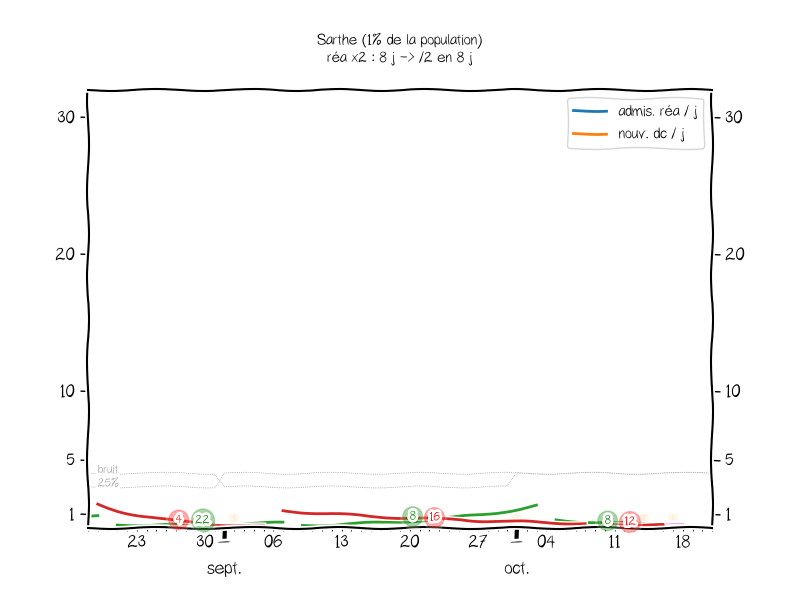 Sarthe (1% de la population)
réa x2 : 8 j -> /2 en 8 j
admis. réa / j
nouv. dc / j
30 30
20 20
10 10
5 5
bruit
25%
1 1
4 22 8 16 8 12
23 30 06 13 20 27 04 11 18
sept. oct.